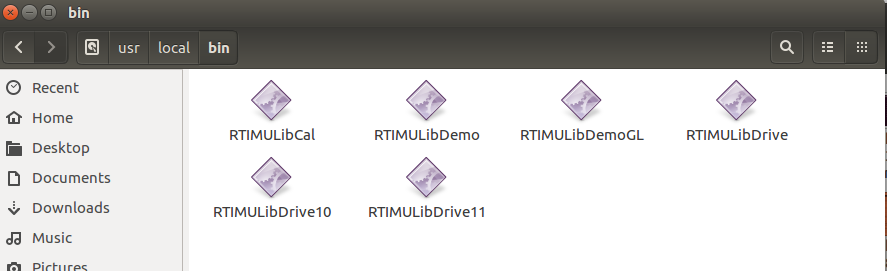 bin
usr local bin
Recent
Home
Desktop
Documents
Downloads
Music
Pictures
RTIMULibCal RTIMULibDemo RTIMULibDemoGL RTIMULibDrive
RTIMULibDrive10 RTIMULibDrive11